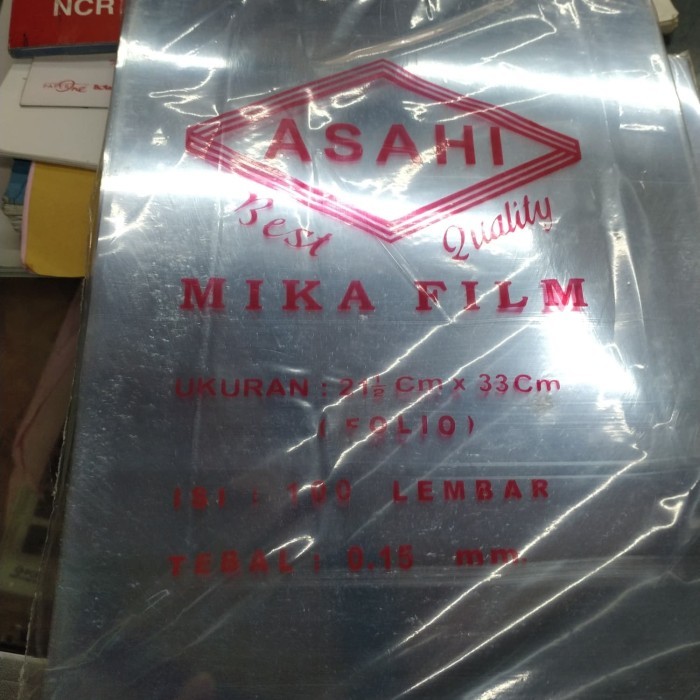 NCR
ASAHI
Best Quality
MIKA FILM
UKURAN : 21½ Cm x 33Cm
( FOLIO )
ISI : 100 LEMBAR
TEBAL : 0.15 mm.